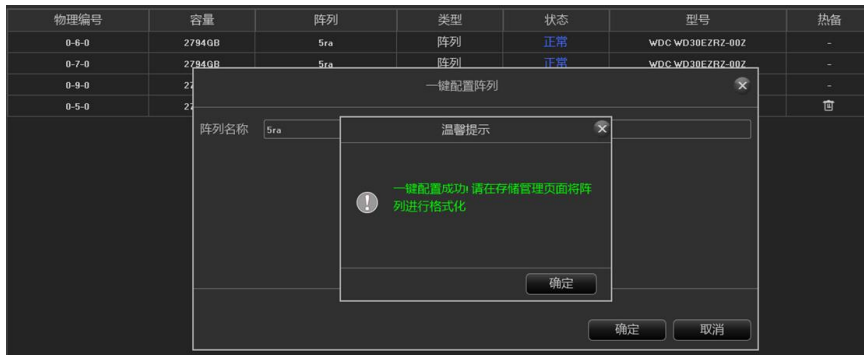 物理编号 容量 阵列 类型 状态 型号 热备
0-6-0 2794GB 5ra 阵列 正常 WDC WD30EZRZ-00Z -
0-7-0 2794GB 5ra 阵列 正常 WDC WD30EZRZ-00Z -
0-9-0 27 -
0-5-0 27
一键配置阵列
阵列名称 5ra
温馨提示
一键配置成功!请在存储管理页面将阵
列进行格式化
确定
确定 取消